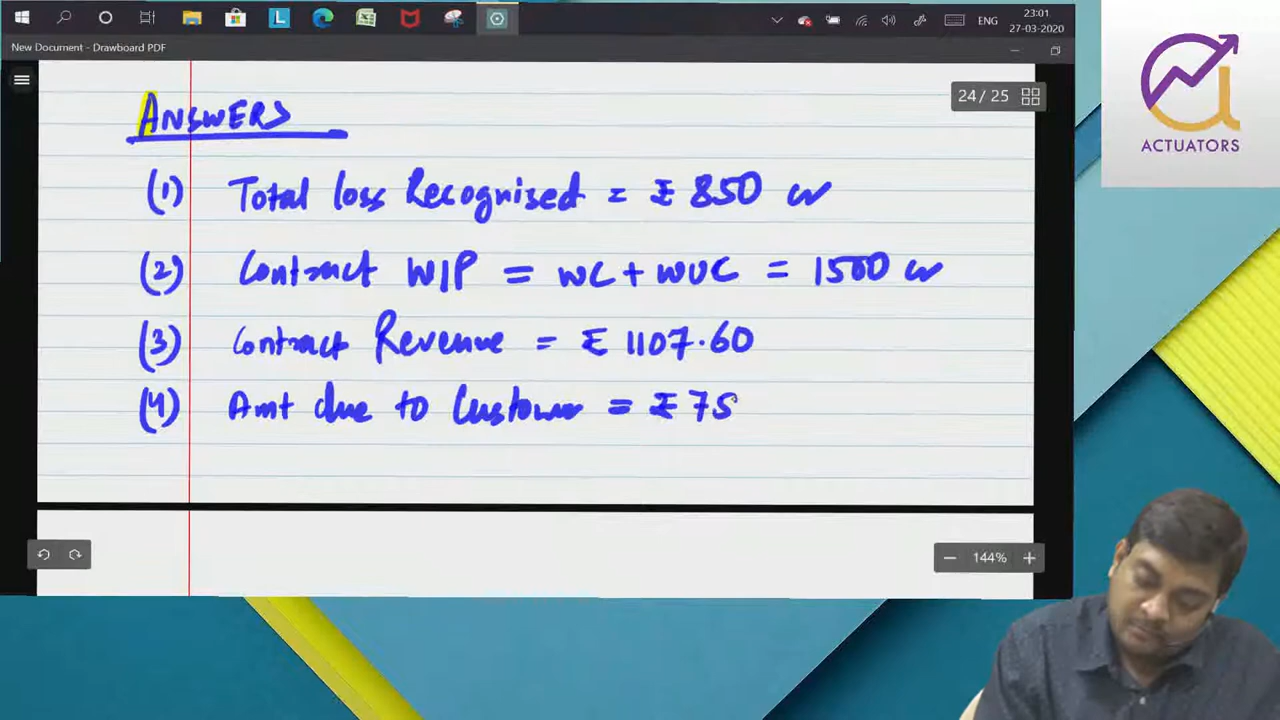 23:01
ENG
27-03-2020
New Document - Drawboard PDF
24 / 25
ANSWERS
(1) Total loss Recognised = ₹ 850 cr
(2) Contract WIP = WC + WUC = 1500 cr
(3) Contract Revenue = ₹ 1107.60
(4) Amt due to Customer = ₹ 75
144%
ACTUATORS